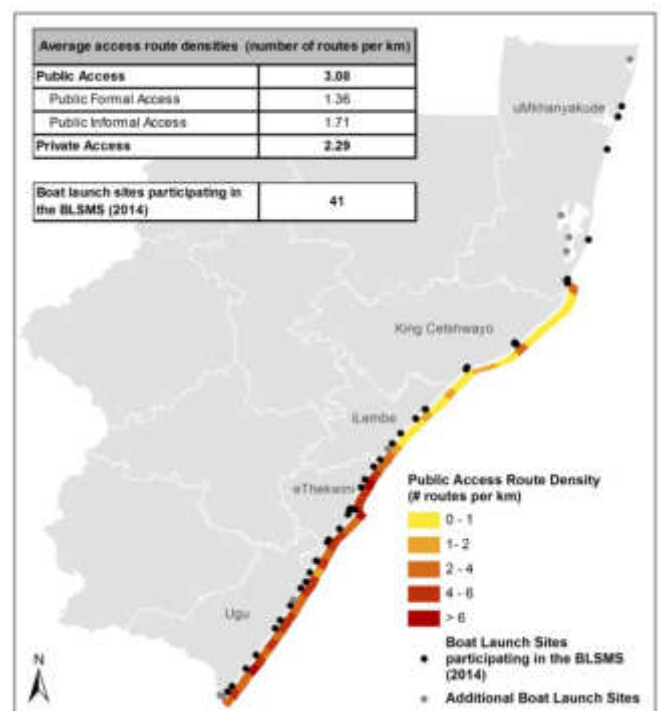 Average access route densities (number of routes per km)
Public Access 3.08
Public Formal Access 1.36
Public Informal Access 1.71
Private Access 2.29
Boat launch sites participating in
the BLSMS (2014) 41
uMkhanyakude
King Cetshwayo
iLembe
eThekwini
Ugu
Public Access Route Density
(# routes per km)
0 - 1
1 - 2
2 - 4
4 - 6
> 6
Boat Launch Sites
participating in the BLSMS
(2014)
Additional Boat Launch Sites
N